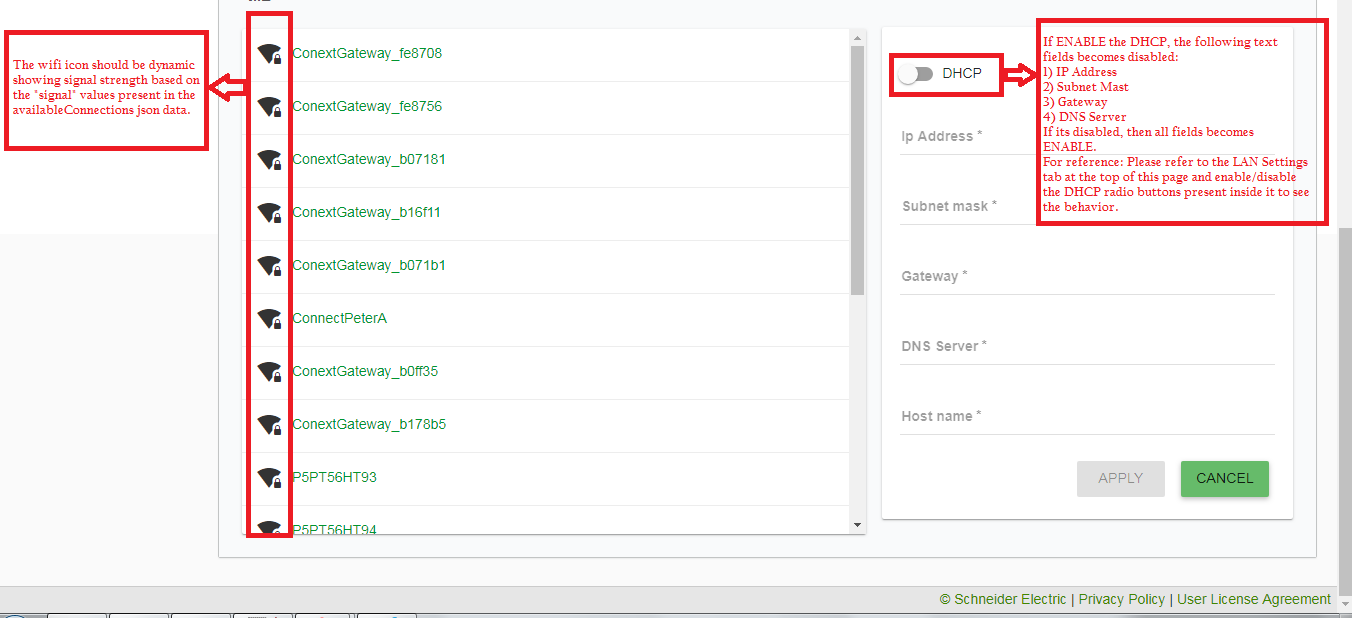 The wifi icon should be dynamic
showing signal strength based on
the "signal" values present in the
availableConnections json data.
ConextGateway_fe8708
ConextGateway_fe8756
ConextGateway_b07181
ConextGateway_b16f11
ConextGateway_b071b1
ConnectPeterA
ConextGateway_b0ff35
ConextGateway_b178b5
P5PT56HT93
P5PT56HT94
DHCP
If ENABLE the DHCP, the following text
fields becomes disabled:
1) IP Address
2) Subnet Mast
3) Gateway
4) DNS Server
If its disabled, then all fields becomes
ENABLE.
For reference: Please refer to the LAN Settings
tab at the top of this page and enable/disable
the DHCP radio buttons present inside it to see
the behavior.
Ip Address *
Subnet mask *
Gateway *
DNS Server *
Host name *
APPLY
CANCEL
© Schneider Electric | Privacy Policy | User License Agreement